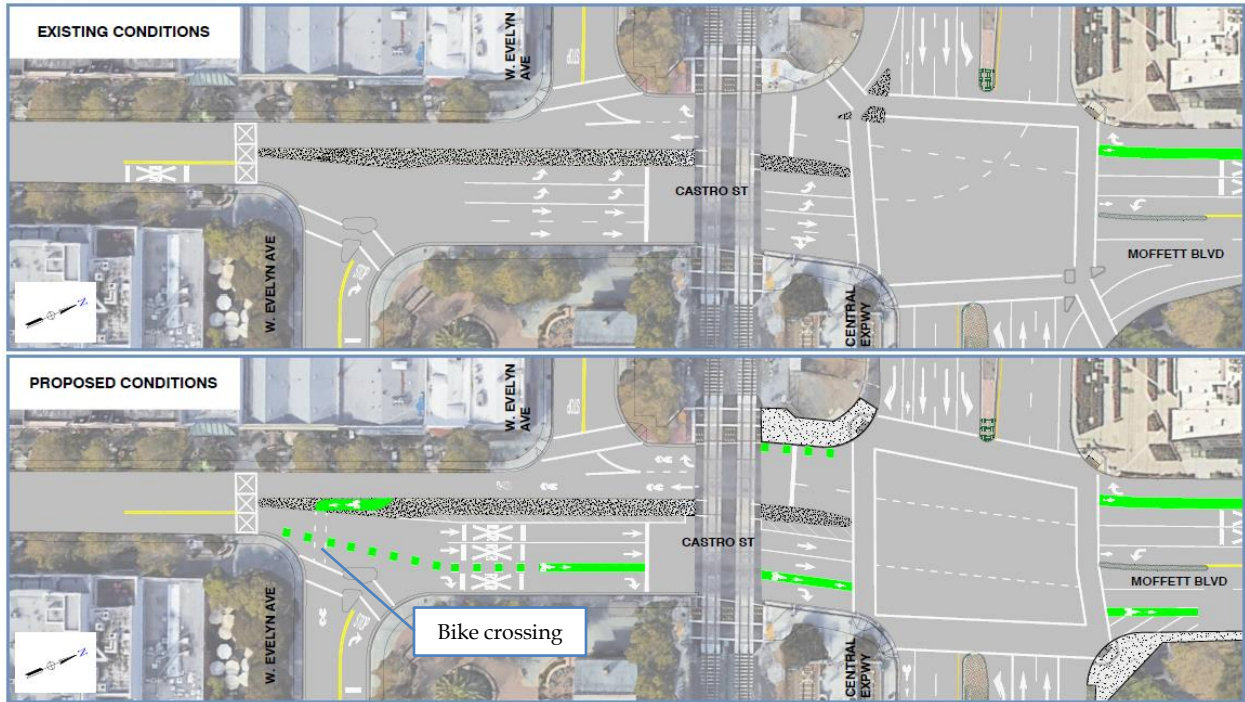 EXISTING CONDITIONS
W. EVELYN
AVE
CASTRO ST
W. EVELYN AVE
CENTRAL
EXPWY
MOFFETT BLVD
N
PROPOSED CONDITIONS
W. EVELYN
AVE
CASTRO ST
W. EVELYN AVE
Bike crossing
CENTRAL
EXPWY
MOFFETT BLVD
N